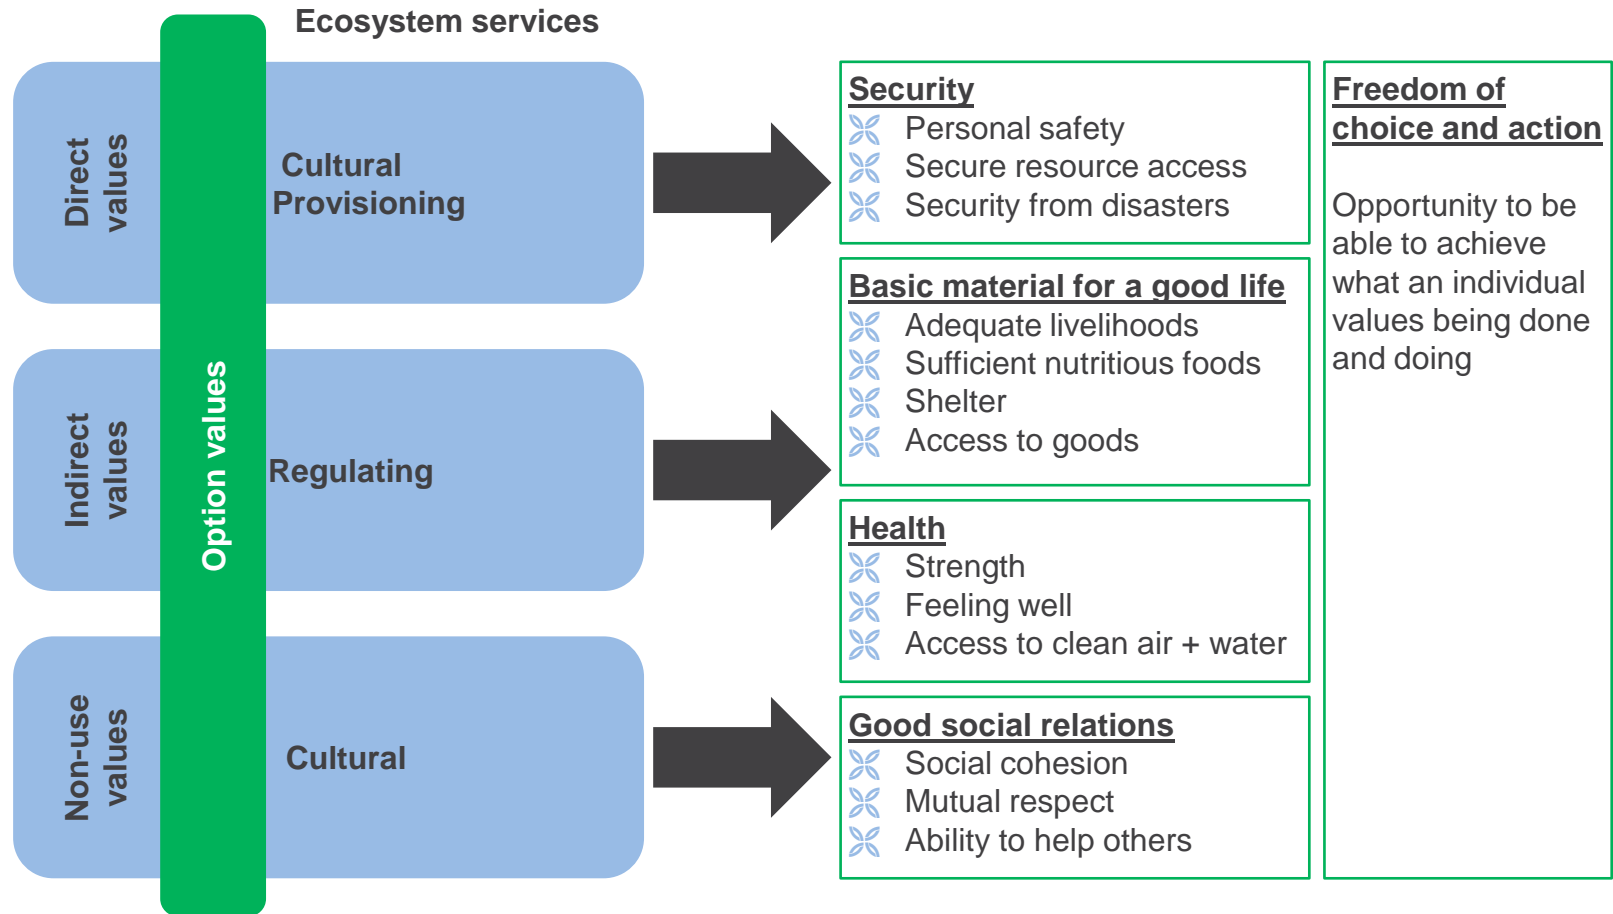 Ecosystem services
Direct
values
Cultural
Provisioning
Indirect
values
Regulating
Non-use
values
Cultural
Option values
Security
Personal safety
Secure resource access
Security from disasters
Basic material for a good life
Adequate livelihoods
Sufficient nutritious foods
Shelter
Access to goods
Health
Strength
Feeling well
Access to clean air + water
Good social relations
Social cohesion
Mutual respect
Ability to help others
Freedom of
choice and action
Opportunity to be
able to achieve
what an individual
values being done
and doing